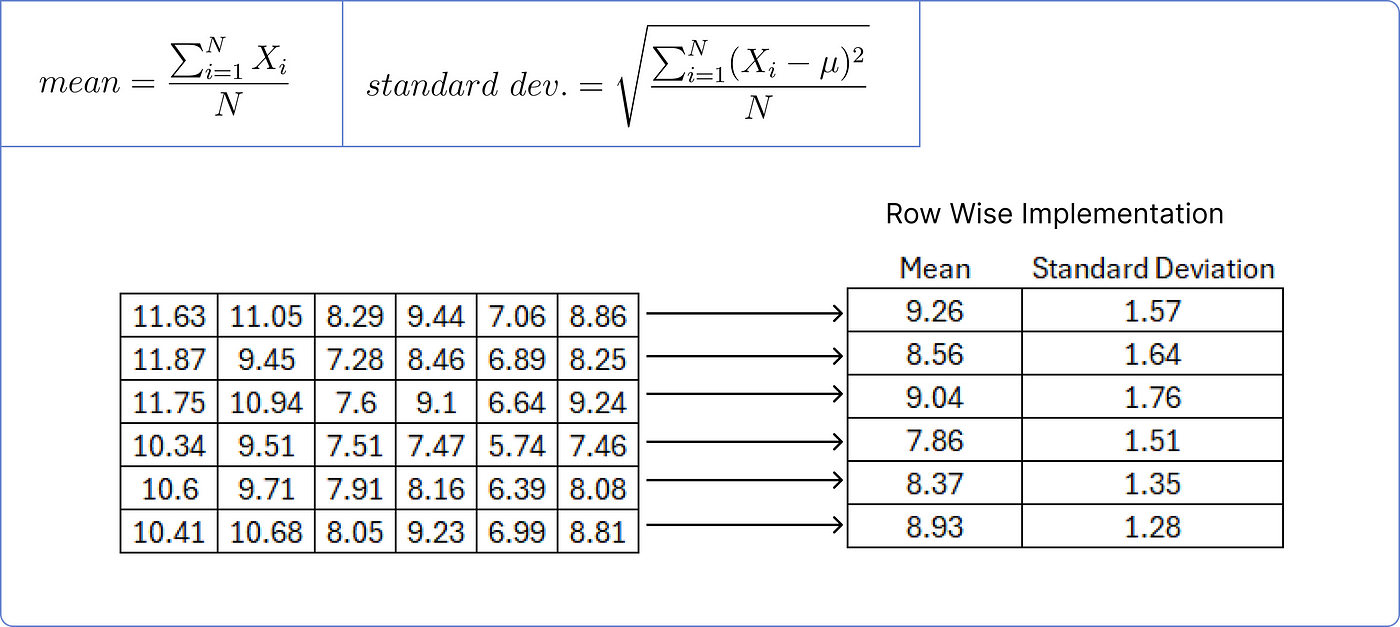 mean = \frac{\sum_{i=1}^{N} X_i}{N}
standard dev. = \sqrt{\frac{\sum_{i=1}^{N} (X_i - \mu)^2}{N}}
Row Wise Implementation
Mean Standard Deviation
11.63 11.05 8.29 9.44 7.06 8.86 9.26 1.57
11.87 9.45 7.28 8.46 6.89 8.25 8.56 1.64
11.75 10.94 7.6 9.1 6.64 9.24 9.04 1.76
10.34 9.51 7.51 7.47 5.74 7.46 7.86 1.51
10.6 9.71 7.91 8.16 6.39 8.08 8.37 1.35
10.41 10.68 8.05 9.23 6.99 8.81 8.93 1.28